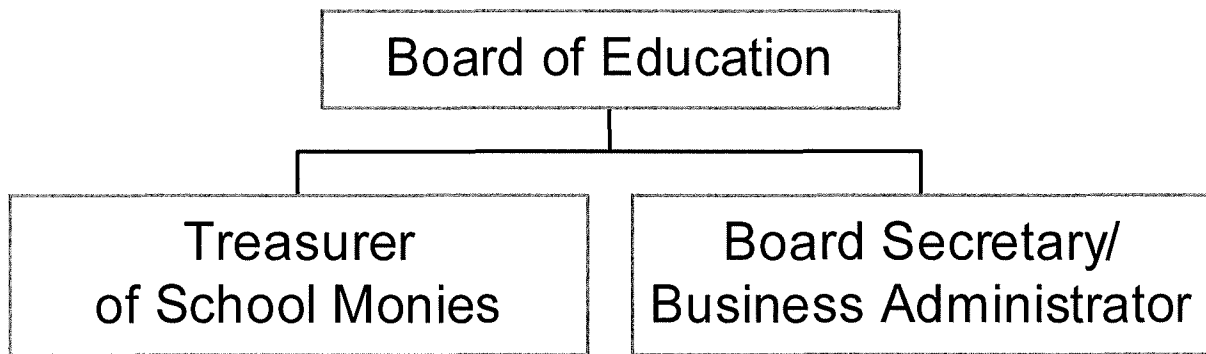 Board of Education
Treasurer
of School Monies
Board Secretary/
Business Administrator